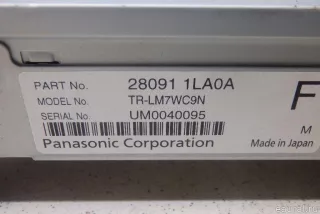 PART No. 28091 1LA0A
MODEL No. TR-LM7WC9N
SERIAL No. UM0040095
Panasonic Corporation
F
M
Made in Japan